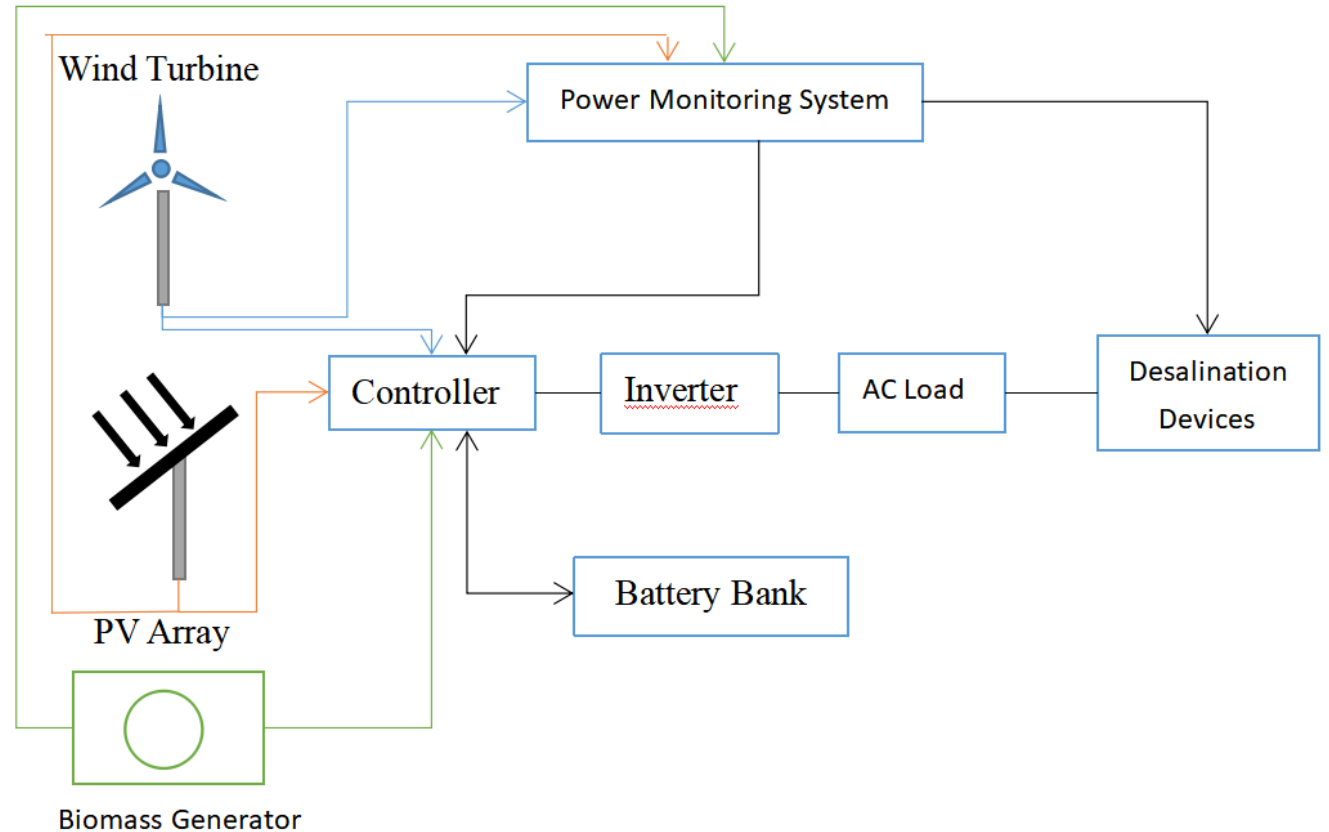 Wind Turbine
Power Monitoring System
Controller
Inverter
AC Load
Desalination
Devices
Battery Bank
PV Array
Biomass Generator